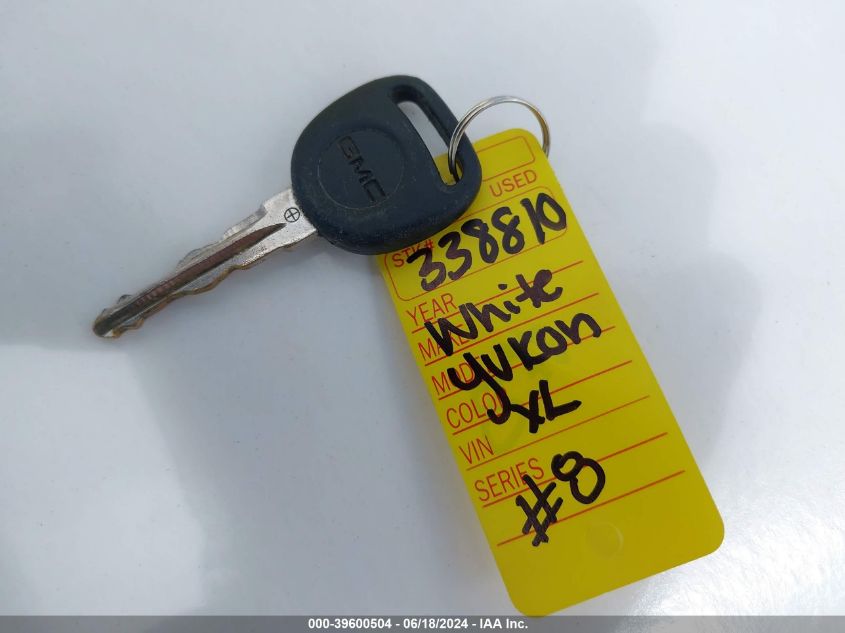 GMC
USED
STK# 338810
YEAR
White
MAKE
Yukon
MODEL
XL
COLOR
VIN
SERIES
#8
000-39600504 - 06/18/2024 - IAA Inc.